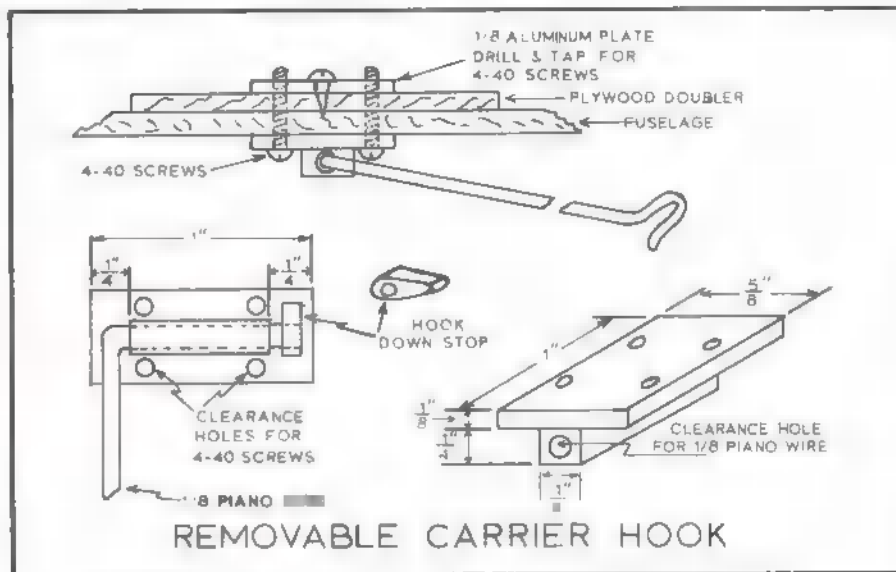 1/8 ALUMINUM PLATE
DRILL & TAP FOR
4-40 SCREWS
PLYWOOD DOUBLER
FUSELAGE
4-40 SCREWS
1"
1"
4
1"
4
HOOK
DOWN STOP
CLEARANCE
HOLES FOR
4-40 SCREWS
1/8 PIANO
5"
8
1"
1"
8
1"
CLEARANCE HOLE
FOR 1/8 PIANO WIRE
1"
REMOVABLE CARRIER HOOK